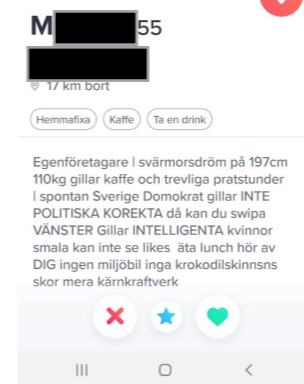 M 55
17 km bort
Hemmafixa Kaffe Ta en drink
Egenföretagare | svärmorsdröm på 197cm
110kg gillar kaffe och trevliga pratstunder
| spontan Sverige Domokrat gillar INTE
POLITISKA KOREKTA då kan du swipa
VÄNSTER Gillar INTELLIGENTA kvinnor
smala kan inte se likes äta lunch hör av
DIG ingen miljöbil inga krokodilskinnsns
skor mera kärnkraftverk